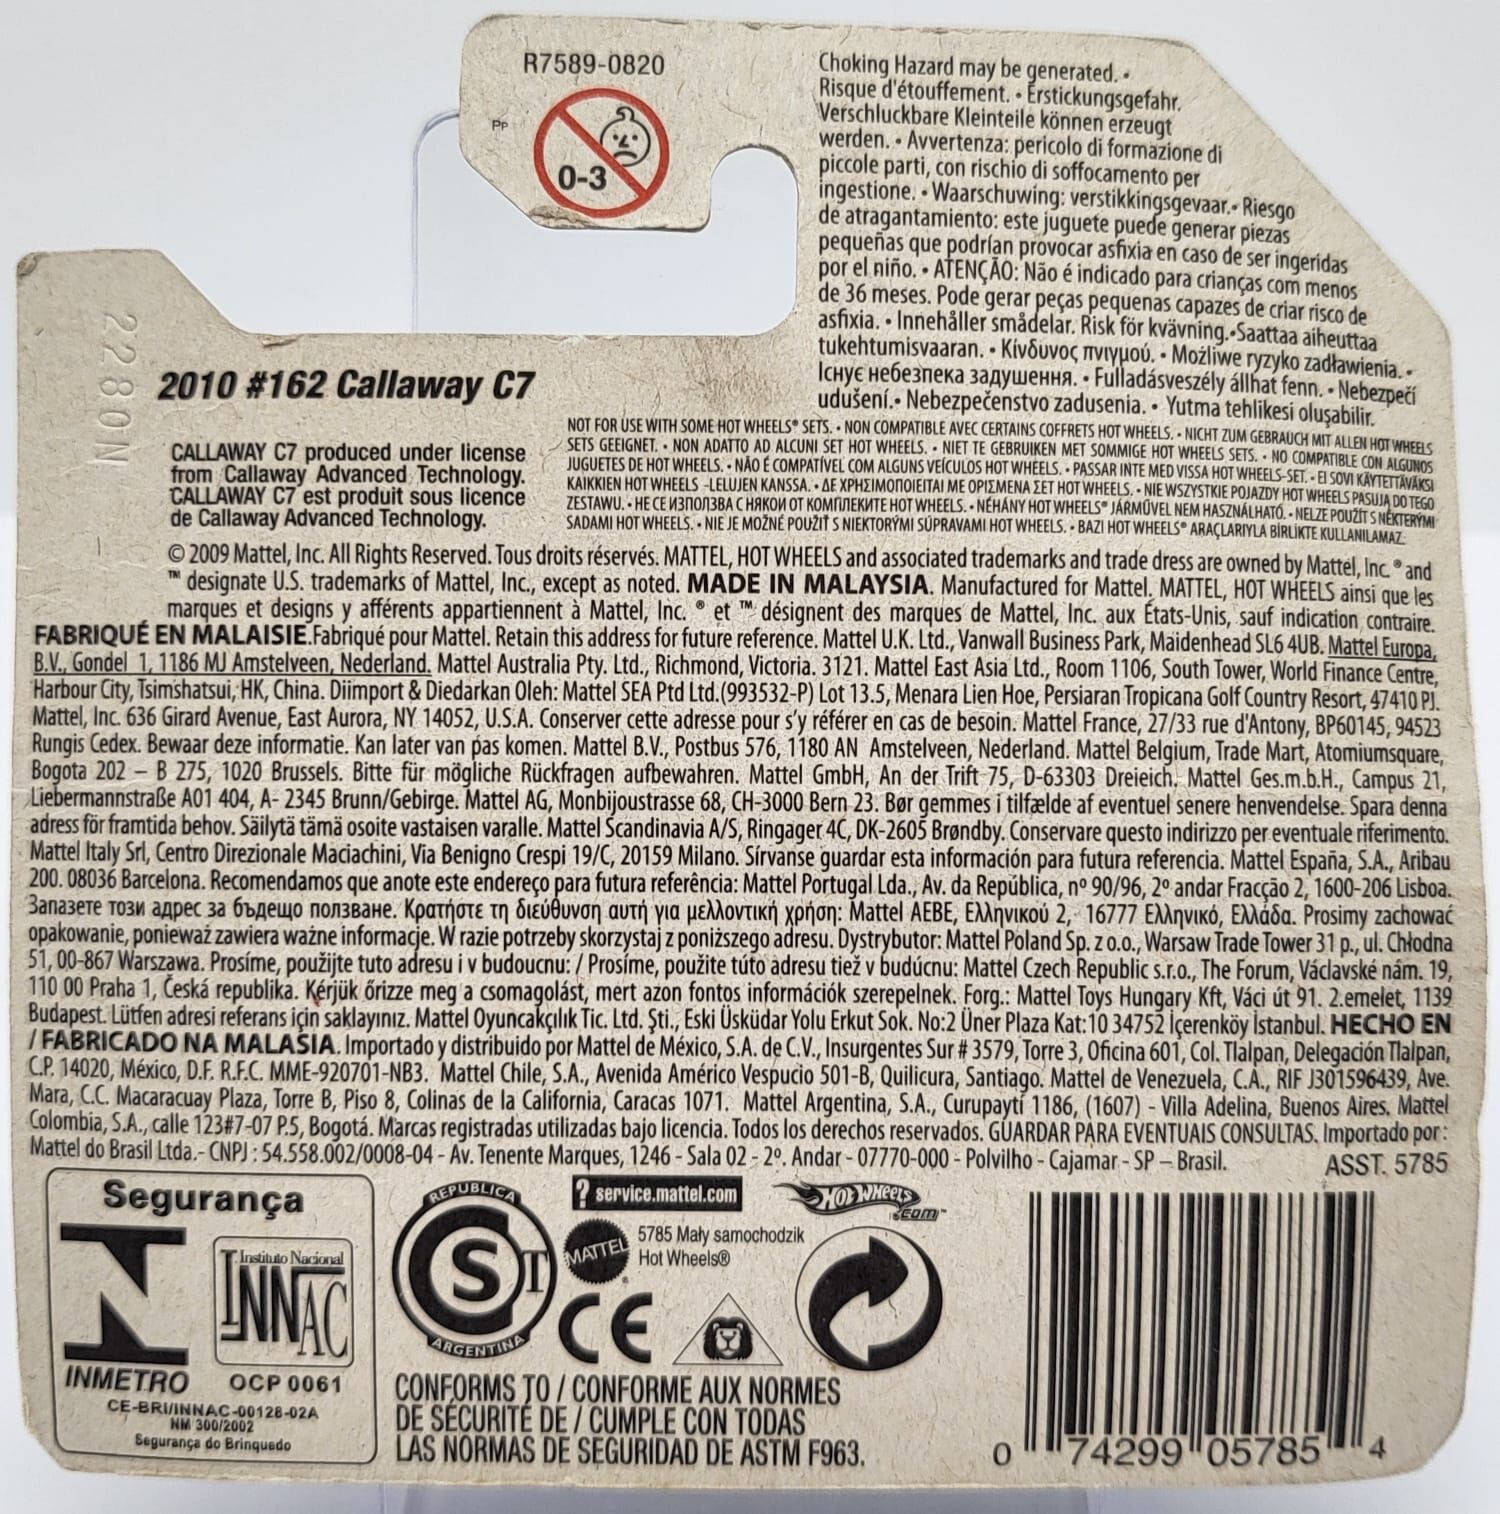 R7589-0820
PP
0-3
Choking Hazard may be generated. •
Risque d'étouffement. • Erstickungsgefahr.
Verschluckbare Kleinteile können erzeugt
werden. • Avvertenza: pericolo di formazione di
piccole parti, con rischio di soffocamento per
ingestione. • Waarschuwing: verstikkingsgevaar.• Riesgo
de atragantamiento: este juguete puede generar piezas
pequeñas que podrían provocar asfixia en caso de ser ingeridas
por el niño. • ATENÇÃO: Não é indicado para crianças com menos
de 36 meses. Pode gerar peças pequenas capazes de criar risco de
asfixia. • Innehåller smådelar. Risk för kvävning.•Saattaa aiheuttaa
tukehtumisvaaran. • Κίνδυνος πνιγμού. • Możliwe ryzyko zadławienia. •
Існує небезпека задушення. • Fulladásveszély állhat fenn. • Nebezpečí
udušení.• Nebezpečenstvo zadusenia. • Yutma tehlikesi oluşabilir.
2280N
2010 #162 Callaway C7
CALLAWAY C7 produced under license
from Callaway Advanced Technology.
CALLAWAY C7 est produit sous licence
de Callaway Advanced Technology.
NOT FOR USE WITH SOME HOT WHEELS® SETS. • NON COMPATIBLE AVEC CERTAINS COFFRETS HOT WHEELS. • NICHT ZUM GEBRAUCH MIT ALLEN HOT WHEELS
SETS GEEIGNET. • NON ADATTO AD ALCUNI SET HOT WHEELS. • NIET TE GEBRUIKEN MET SOMMIGE HOT WHEELS SETS. • NO COMPATIBLE CON ALGUNOS
JUGUETES DE HOT WHEELS. • NÃO É COMPATÍVEL COM ALGUNS VEÍCULOS HOT WHEELS. • PASSAR INTE MED VISSA HOT WHEELS-SET. • EI SOVI KÄYTETTÄVÄKSI
KAIKKIEN HOT WHEELS -LELUJEN KANSSA. • ΔΕ ΧΡΗΣΙΜΟΠΟΙΕΙΤΑΙ ΜΕ ΟΡΙΣΜΕΝΑ ΣΕΤ HOT WHEELS. • NIE WSZYSTKIE POJAZDY HOT WHEELS PASUJĄ DO TEGO
ZESTAWU. • НЕ СЕ ИЗПОЛЗВА С НЯКОИ ОТ КОМПЛЕКИТЕ HOT WHEELS. • NÉHÁNY HOT WHEELS® JÁRMŰVEL NEM HASZNÁLHATÓ. • NELZE POUŽÍT S NĚKTERÝMI
SADAMI HOT WHEELS. • NIE JE MOŽNÉ POUŽIŤ S NIEKTORÝMI SÚPRAVAMI HOT WHEELS. • BAZI HOT WHEELS® ARAÇLARIYLA BİRLİKTE KULLANILAMAZ.
© 2009 Mattel, Inc. All Rights Reserved. Tous droits réservés. MATTEL, HOT WHEELS and associated trademarks and trade dress are owned by Mattel, Inc. ® and
™ designate U.S. trademarks of Mattel, Inc., except as noted. MADE IN MALAYSIA. Manufactured for Mattel. MATTEL, HOT WHEELS ainsi que les
marques et designs y afférents appartiennent à Mattel, Inc. ® et ™ désignent des marques de Mattel, Inc. aux États-Unis, sauf indication contraire.
FABRIQUÉ EN MALAISIE.Fabriqué pour Mattel. Retain this address for future reference. Mattel U.K. Ltd., Vanwall Business Park, Maidenhead SL6 4UB. Mattel Europa,
B.V., Gondel 1, 1186 MJ Amstelveen, Nederland. Mattel Australia Pty. Ltd., Richmond, Victoria. 3121. Mattel East Asia Ltd., Room 1106, South Tower, World Finance Centre,
Harbour City, Tsimshatsui, HK, China. Diimport & Diedarkan Oleh: Mattel SEA Ptd Ltd.(993532-P) Lot 13.5, Menara Lien Hoe, Persiaran Tropicana Golf Country Resort, 47410 PJ.
Mattel, Inc. 636 Girard Avenue, East Aurora, NY 14052, U.S.A. Conserver cette adresse pour s'y référer en cas de besoin. Mattel France, 27/33 rue d'Antony, BP60145, 94523
Rungis Cedex. Bewaar deze informatie. Kan later van pas komen. Mattel B.V., Postbus 576, 1180 AN Amstelveen, Nederland. Mattel Belgium, Trade Mart, Atomiumsquare,
Bogota 202 – B 275, 1020 Brussels. Bitte für mögliche Rückfragen aufbewahren. Mattel GmbH, An der Trift 75, D-63303 Dreieich. Mattel Ges.m.b.H., Campus 21,
Liebermannstraße A01 404, A- 2345 Brunn/Gebirge. Mattel AG, Monbijoustrasse 68, CH-3000 Bern 23. Bør gemmes i tilfælde af eventuel senere henvendelse. Spara denna
adress för framtida behov. Säilytä tämä osoite vastaisen varalle. Mattel Scandinavia A/S, Ringager 4C, DK-2605 Brøndby. Conservare questo indirizzo per eventuale riferimento.
Mattel Italy Srl, Centro Direzionale Maciachini, Via Benigno Crespi 19/C, 20159 Milano. Sírvanse guardar esta información para futura referencia. Mattel España, S.A., Aribau
200. 08036 Barcelona. Recomendamos que anote este endereço para futura referência: Mattel Portugal Lda., Av. da República, nº 90/96, 2º andar Fracção 2, 1600-206 Lisboa.
Запазете този адрес за бъдещо ползване. Κρατήστε τη διεύθυνση αυτή για μελλοντική χρήση: Mattel AEBE, Ελληνικού 2, 16777 Ελληνικό, Ελλάδα. Prosimy zachować
opakowanie, ponieważ zawiera ważne informacje. W razie potrzeby skorzystaj z poniższego adresu. Dystrybutor: Mattel Poland Sp. z o.o., Warsaw Trade Tower 31 p., ul. Chłodna
51, 00-867 Warszawa. Prosíme, použijte tuto adresu i v budoucnu: / Prosíme, použite túto adresu tiež v budúcnu: Mattel Czech Republic s.r.o., The Forum, Václavské nám. 19,
110 00 Praha 1, Česká republika. Kérjük őrizze meg a csomagolást, mert azon fontos információk szerepelnek. Forg.: Mattel Toys Hungary Kft, Váci út 91. 2.emelet, 1139
Budapest. Lütfen adresi referans için saklayınız. Mattel Oyuncakçılık Tic. Ltd. Şti., Eski Üsküdar Yolu Erkut Sok. No:2 Üner Plaza Kat:10 34752 İçerenköy İstanbul. HECHO EN
/ FABRICADO NA MALASIA. Importado y distribuido por Mattel de México, S.A. de C.V., Insurgentes Sur # 3579, Torre 3, Oficina 601, Col. Tlalpan, Delegación Tlalpan,
C.P. 14020, México, D.F. R.F.C. MME-920701-NB3. Mattel Chile, S.A., Avenida Américo Vespucio 501-B, Quilicura, Santiago. Mattel de Venezuela, C.A., RIF J301596439, Ave.
Mara, C.C. Macaracuay Plaza, Torre B, Piso 8, Colinas de la California, Caracas 1071. Mattel Argentina, S.A., Curupaytí 1186, (1607) - Villa Adelina, Buenos Aires. Mattel
Colombia, S.A., calle 123#7-07 P.5, Bogotá. Marcas registradas utilizadas bajo licencia. Todos los derechos reservados. GUARDAR PARA EVENTUAIS CONSULTAS. Importado por:
Mattel do Brasil Ltda.- CNPJ : 54.558.002/0008-04 - Av. Tenente Marques, 1246 - Sala 02 - 2º. Andar - 07770-000 - Polvilho - Cajamar - SP – Brasil.
ASST. 5785
Segurança
Instituto Nacional
INNAC
INMETRO OCP 0061
CE-BRI/INNAC-00128-02A
NM 300/2002
Segurança do Brinquedo
REPUBLICA
S T
ARGENTINA
? service.mattel.com
HOT WHEELS
.com™
MATTEL®
5785 Mały samochodzik
Hot Wheels®
CE
CONFORMS TO / CONFORME AUX NORMES
DE SÉCURITÉ DE / CUMPLE CON TODAS
LAS NORMAS DE SEGURIDAD DE ASTM F963.
0 74299 05785 4